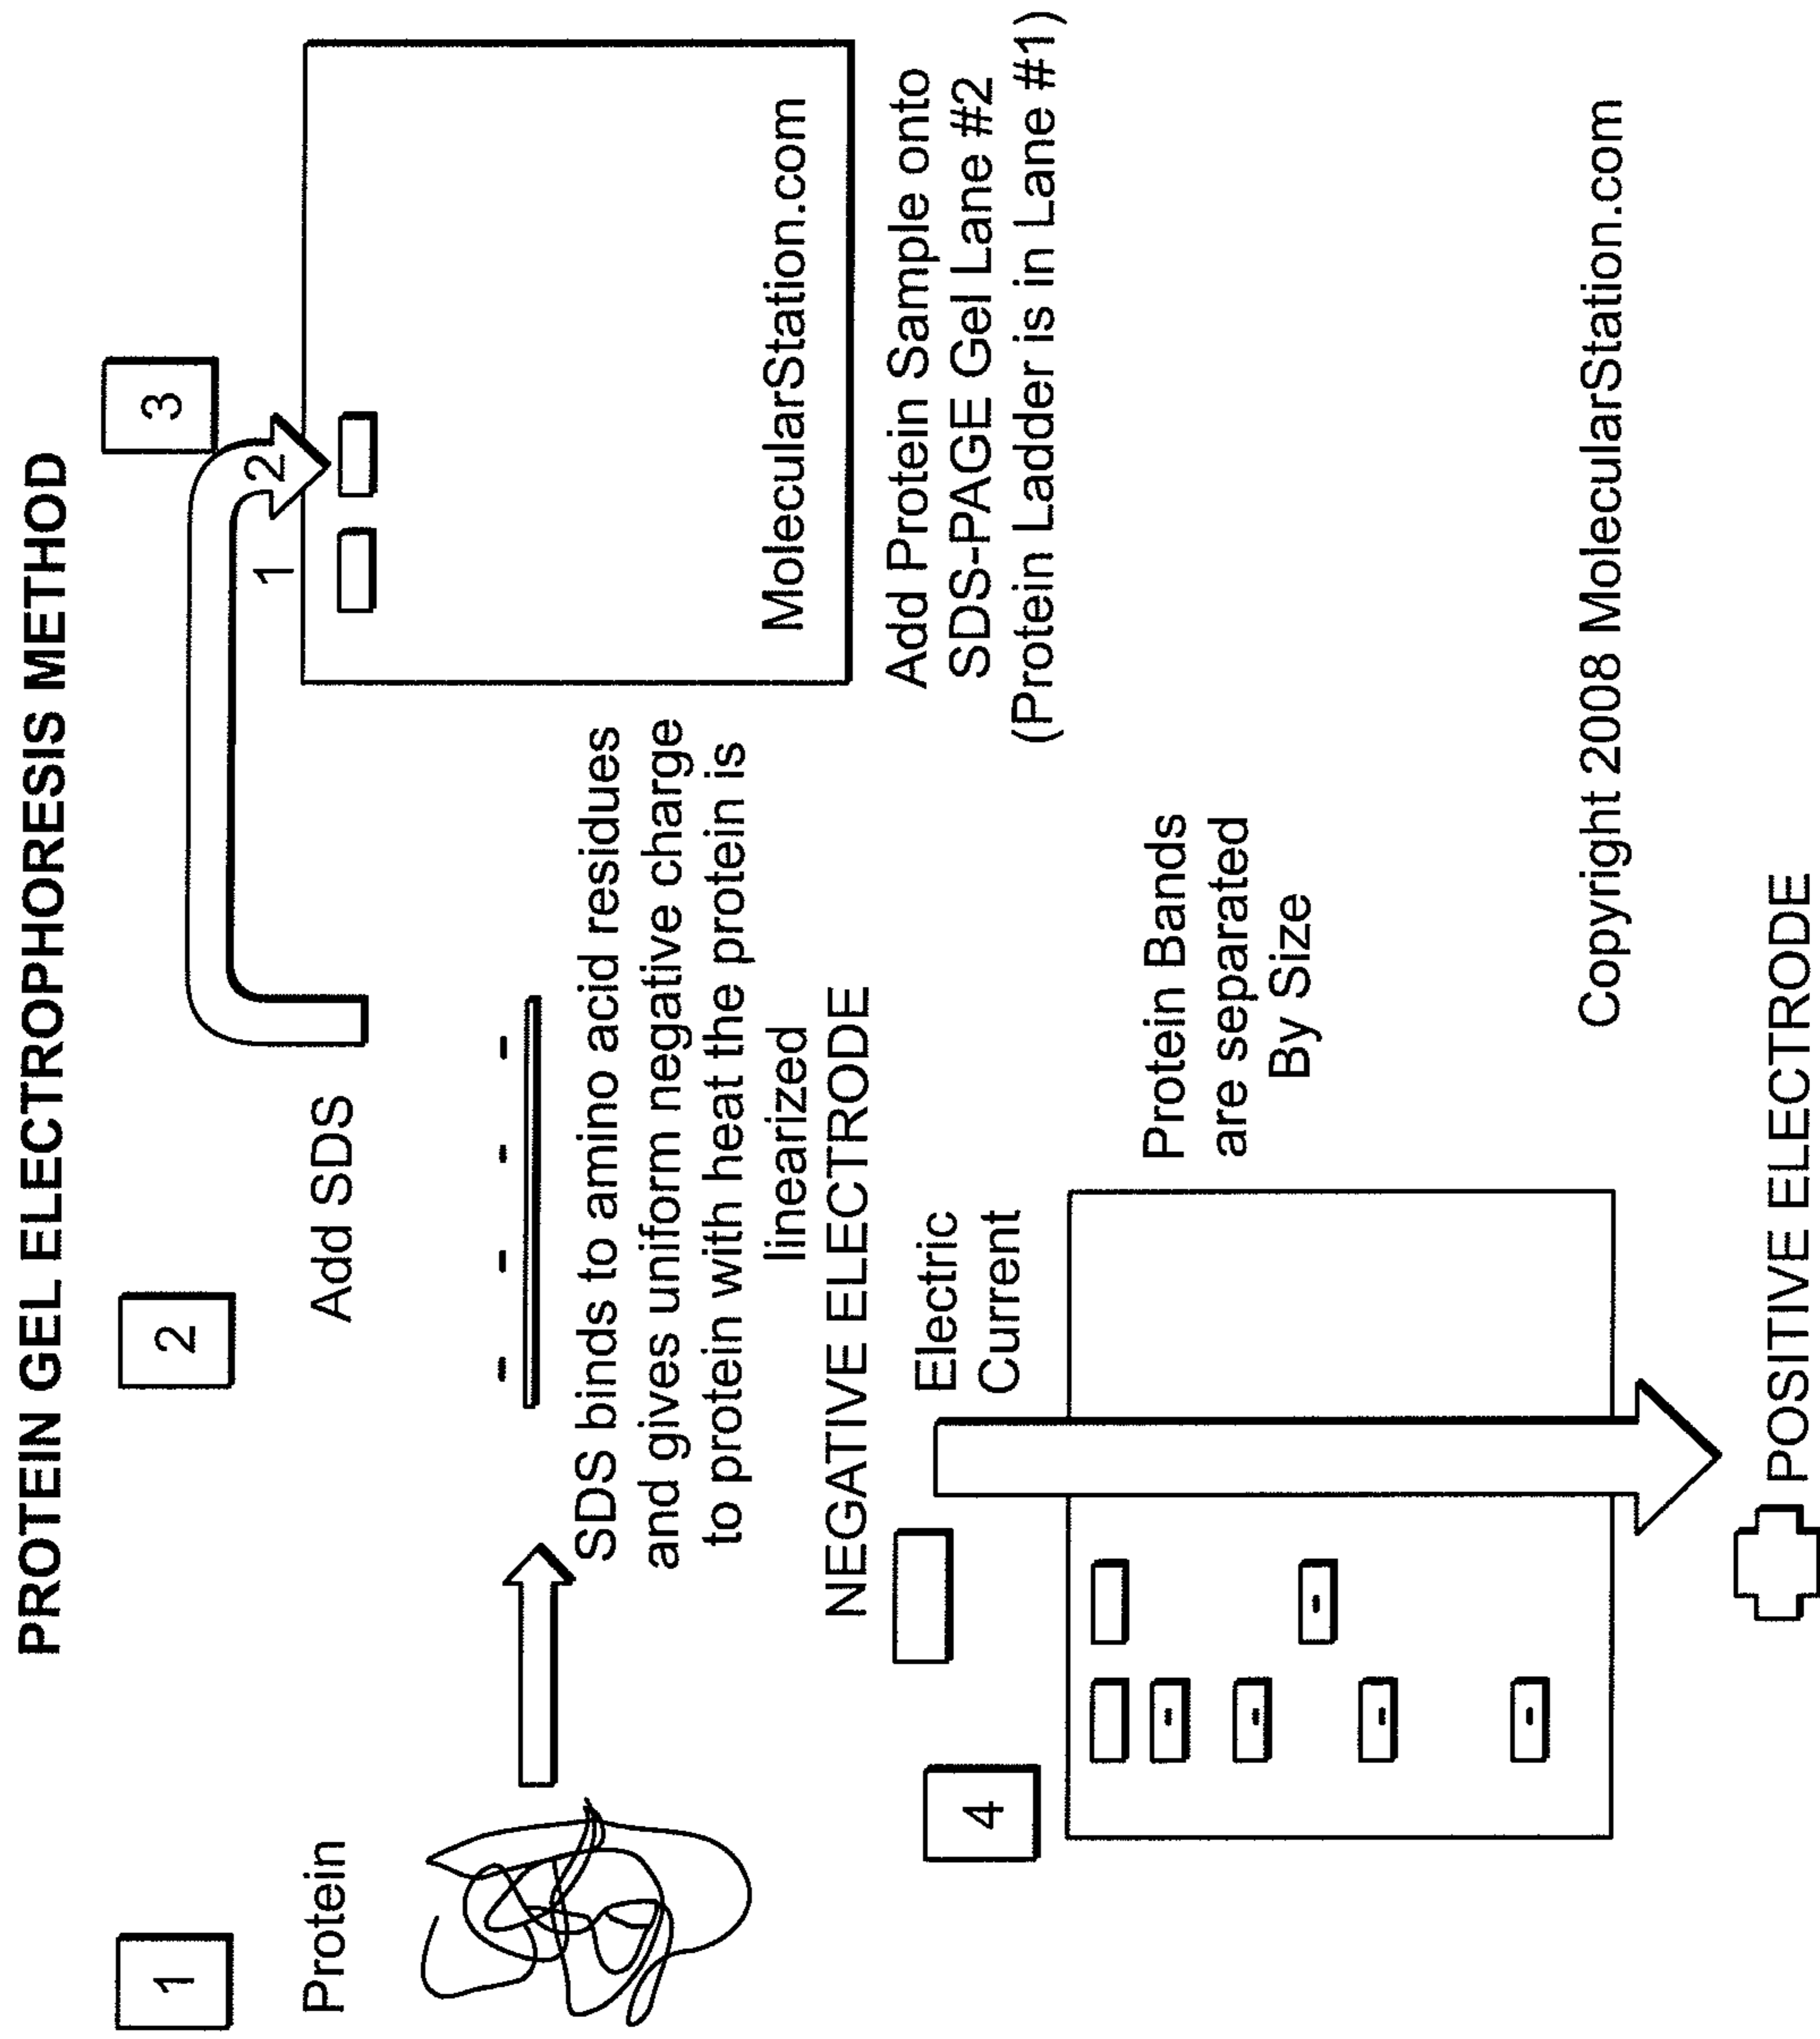 PROTEIN GEL ELECTROPHORESIS METHOD
1
Protein
2
Add SDS
SDS binds to amino acid residues
and gives uniform negative charge
to protein with heat the protein is
linearized
3
1
2
MolecularStation.com
Add Protein Sample onto
SDS-PAGE Gel Lane #2
(Protein Ladder is in Lane #1)
4
NEGATIVE ELECTRODE
Electric
Current
Protein Bands
are separated
By Size
POSITIVE ELECTRODE
Copyright 2008 MolecularStation.com